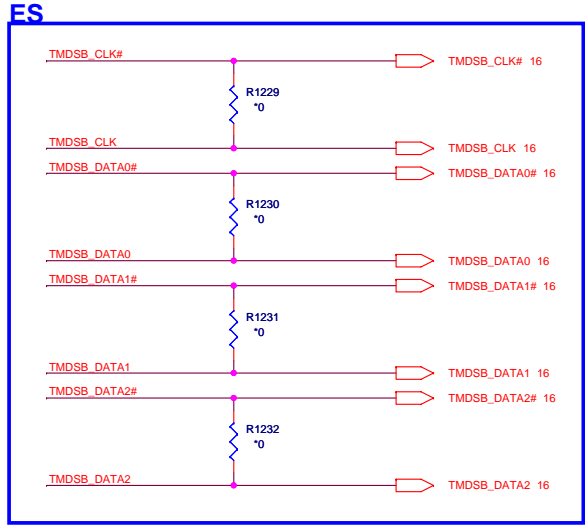 ES
TMDSB_CLK# TMDSB_CLK# 16
R1229
*0
TMDSB_CLK TMDSB_CLK 16
TMDSB_DATA0# TMDSB_DATA0# 16
R1230
*0
TMDSB_DATA0 TMDSB_DATA0 16
TMDSB_DATA1# TMDSB_DATA1# 16
R1231
*0
TMDSB_DATA1 TMDSB_DATA1 16
TMDSB_DATA2# TMDSB_DATA2# 16
R1232
*0
TMDSB_DATA2 TMDSB_DATA2 16